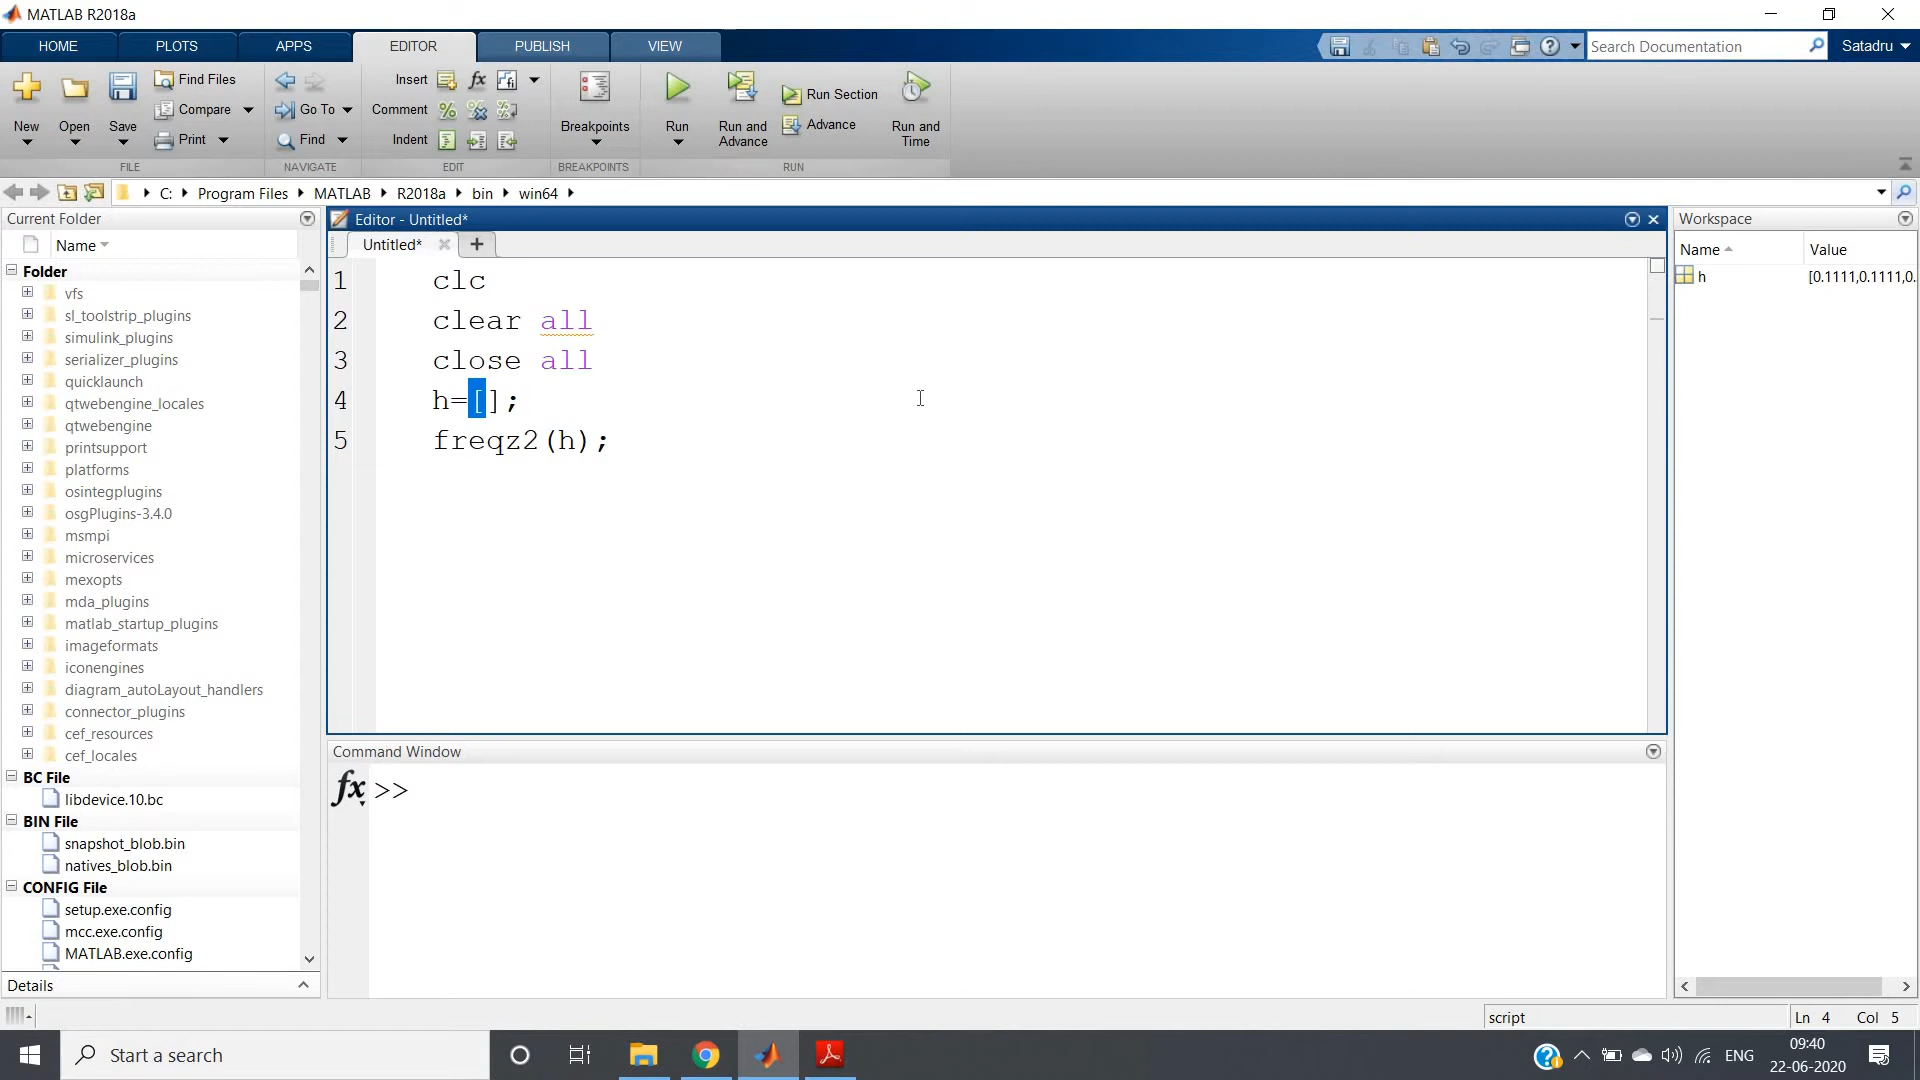 MATLAB R2018a
HOME PLOTS APPS EDITOR PUBLISH VIEW Search Documentation Satadru
New Open Save Find Files Compare Print Go To Find Insert Comment Indent fx Breakpoints Run Run and Advance Run Section Advance Run and Time
FILE NAVIGATE EDIT BREAKPOINTS RUN
C: Program Files MATLAB R2018a bin win64
Current Folder
Name
Folder
vfs
sl_toolstrip_plugins
simulink_plugins
serializer_plugins
quicklaunch
qtwebengine_locales
qtwebengine
printsupport
platforms
osintegplugins
osgPlugins-3.4.0
msmpi
microservices
mexopts
mda_plugins
matlab_startup_plugins
imageformats
iconengines
diagram_autoLayout_handlers
connector_plugins
cef_resources
cef_locales
BC File
libdevice.10.bc
BIN File
snapshot_blob.bin
natives_blob.bin
CONFIG File
setup.exe.config
mcc.exe.config
MATLAB.exe.config
Details
Editor - Untitled*
Untitled*
1 clc
2 clear all
3 close all
4 h=[];
5 freqz2(h);
Command Window
fx >>
Workspace
Name Value
h [0.1111,0.1111,0.
script Ln 4 Col 5
Start a search
ENG
09:40
22-06-2020